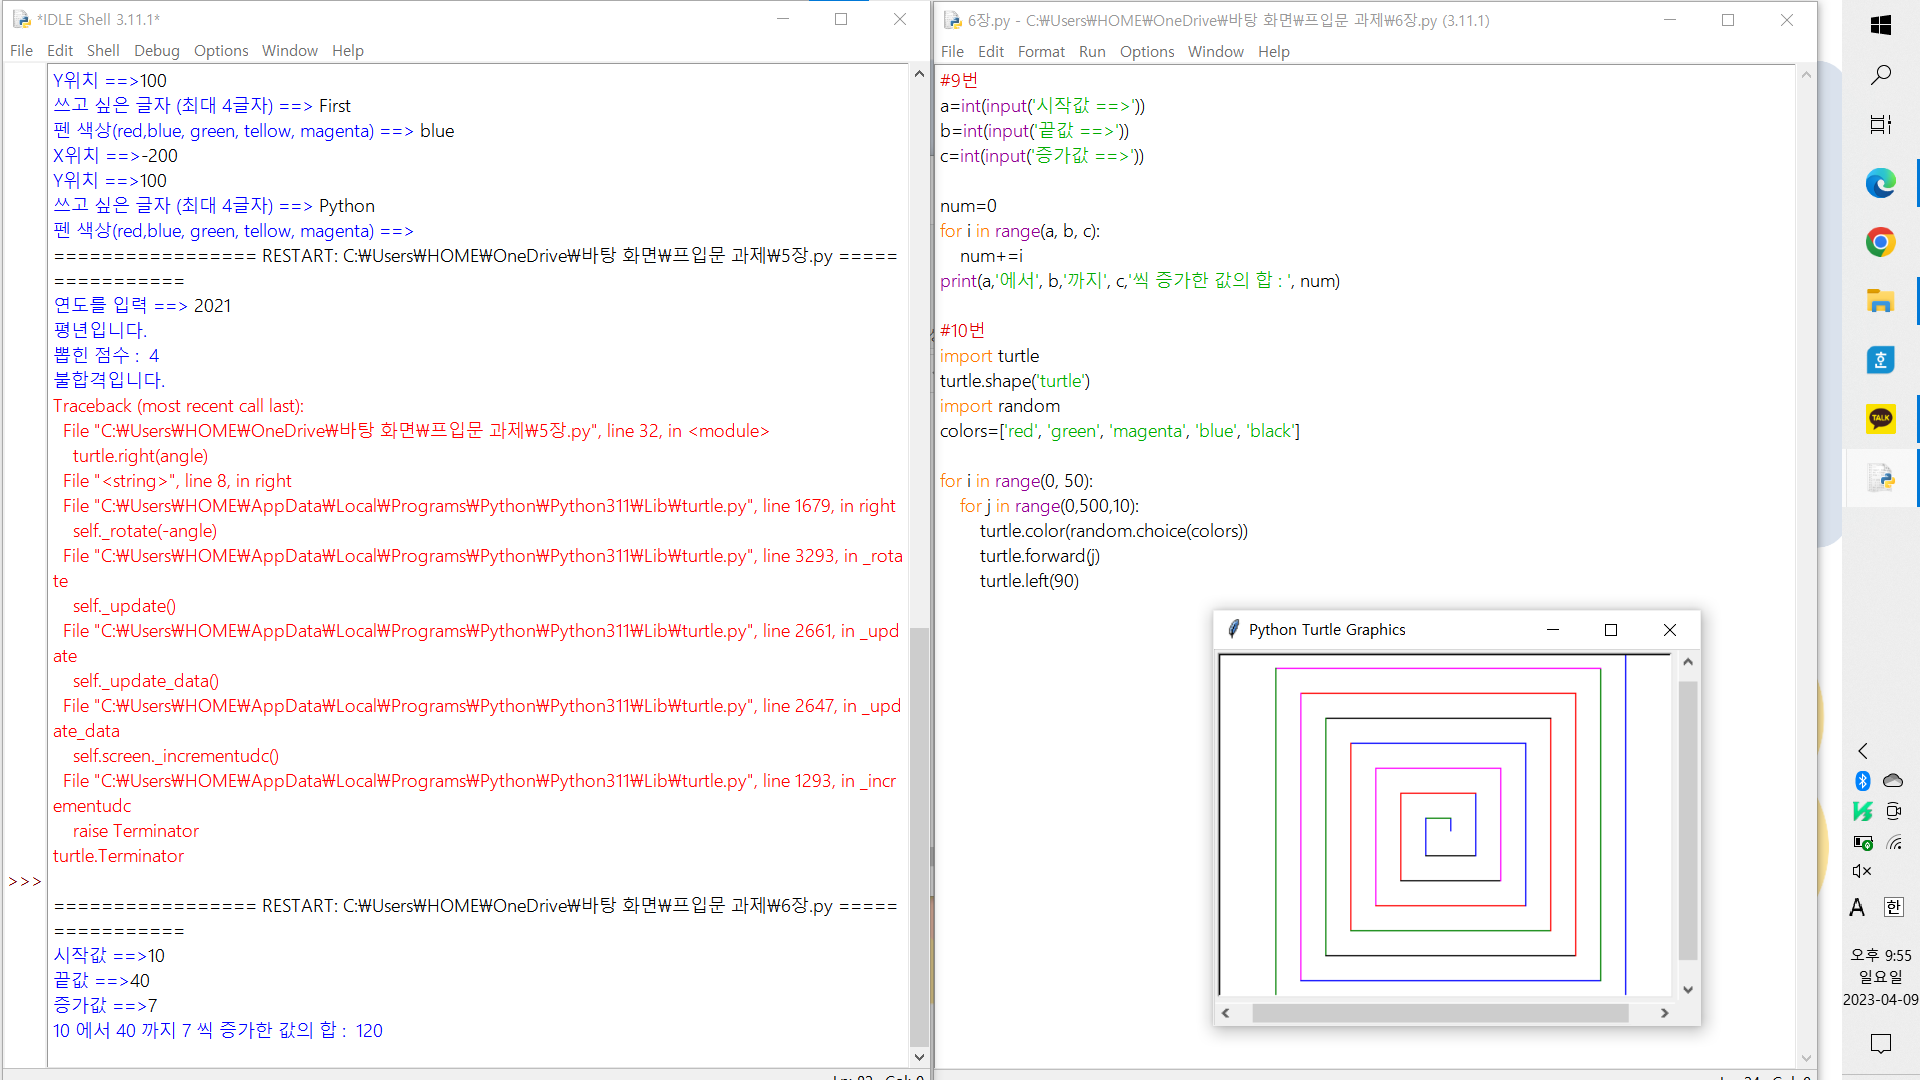 *IDLE Shell 3.11.1*
File Edit Shell Debug Options Window Help
Y위치 ==>100
쓰고 싶은 글자 (최대 4글자) ==> First
펜 색상(red,blue, green, tellow, magenta) ==> blue
X위치 ==>-200
Y위치 ==>100
쓰고 싶은 글자 (최대 4글자) ==> Python
펜 색상(red,blue, green, tellow, magenta) ==>
================= RESTART: C:₩Users₩HOME₩OneDrive₩바탕 화면₩프입문 과제₩5장.py =====
===========
연도를 입력 ==> 2021
평년입니다.
뽑힌 점수 :  4
불합격입니다.
Traceback (most recent call last):
  File "C:₩Users₩HOME₩OneDrive₩바탕 화면₩프입문 과제₩5장.py", line 32, in <module>
    turtle.right(angle)
  File "<string>", line 8, in right
  File "C:₩Users₩HOME₩AppData₩Local₩Programs₩Python₩Python311₩Lib₩turtle.py", line 1679, in right
    self._rotate(-angle)
  File "C:₩Users₩HOME₩AppData₩Local₩Programs₩Python₩Python311₩Lib₩turtle.py", line 3293, in _rota
te
    self._update()
  File "C:₩Users₩HOME₩AppData₩Local₩Programs₩Python₩Python311₩Lib₩turtle.py", line 2661, in _upd
ate
    self._update_data()
  File "C:₩Users₩HOME₩AppData₩Local₩Programs₩Python₩Python311₩Lib₩turtle.py", line 2647, in _upd
ate_data
    self.screen._incrementudc()
  File "C:₩Users₩HOME₩AppData₩Local₩Programs₩Python₩Python311₩Lib₩turtle.py", line 1293, in _incr
ementudc
    raise Terminator
turtle.Terminator
>>>
================= RESTART: C:₩Users₩HOME₩OneDrive₩바탕 화면₩프입문 과제₩6장.py =====
===========
시작값 ==>10
끝값 ==>40
증가값 ==>7
10 에서 40 까지 7 씩 증가한 값의 합 :  120
6장.py - C:₩Users₩HOME₩OneDrive₩바탕 화면₩프입문 과제₩6장.py (3.11.1)
File Edit Format Run Options Window Help
#9번
a=int(input('시작값 ==>'))
b=int(input('끝값 ==>'))
c=int(input('증가값 ==>'))
num=0
for i in range(a, b, c):
    num+=i
print(a,'에서', b,'까지', c,'씩 증가한 값의 합 : ', num)
#10번
import turtle
turtle.shape('turtle')
import random
colors=['red', 'green', 'magenta', 'blue', 'black']
for i in range(0, 50):
    for j in range(0,500,10):
        turtle.color(random.choice(colors))
        turtle.forward(j)
        turtle.left(90)
Python Turtle Graphics
TALK
A 한
오후 9:55
일요일
2023-04-09